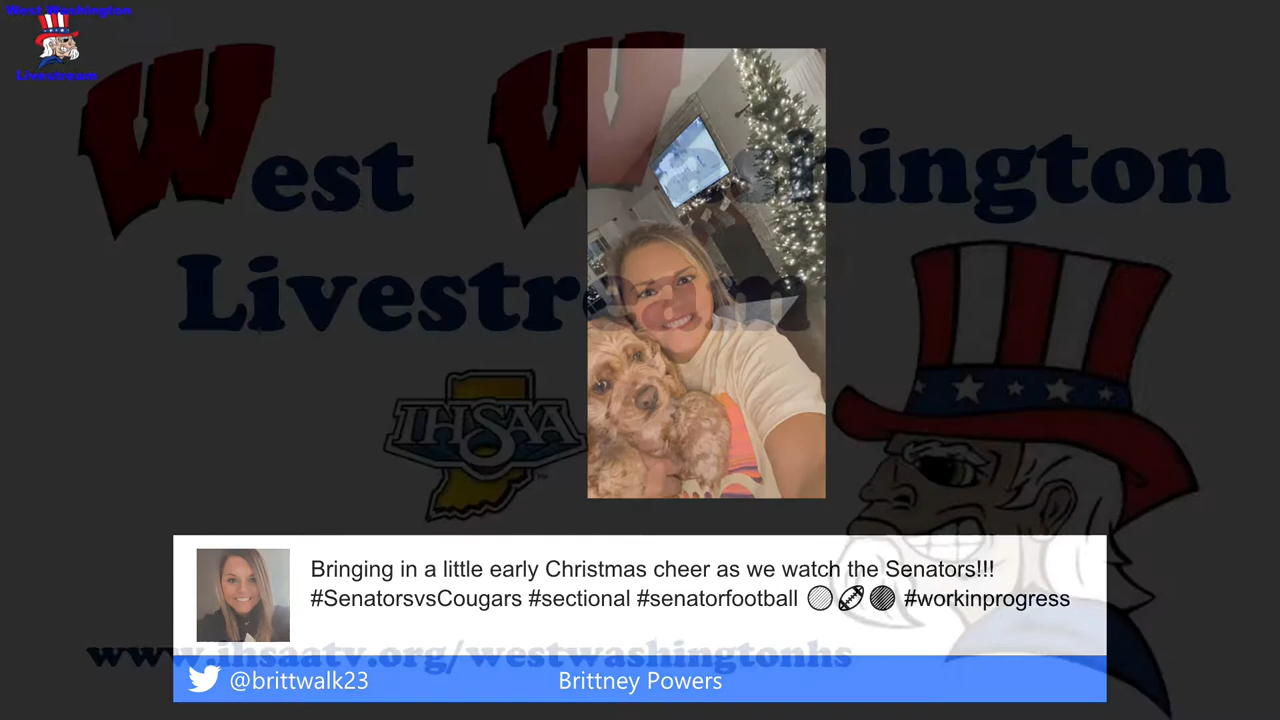 West Washington
Livestream
West Washington
Livestream
IHSAA
Bringing in a little early Christmas cheer as we watch the Senators!!!
#SenatorsvsCougars #sectional #senatorfootball ⚪🏈⚫ #workinprogress
www.ihsaatv.org/westwashingtonhs
@brittwalk23 Brittney Powers